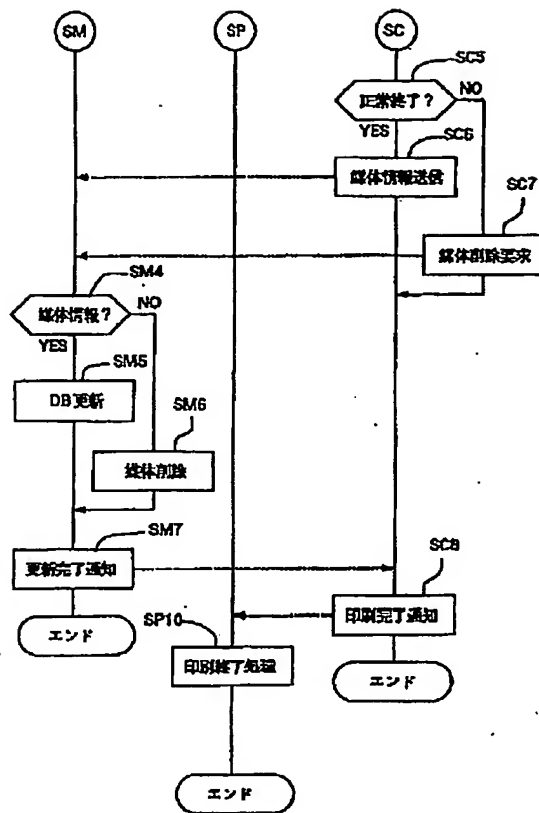 SM
SP
SC
SC5
正常終了?
NO
YES
SC6
媒体情報送信
SC7
媒体削除要求
SM4
媒体情報?
NO
YES
SM5
DB更新
SM6
媒体削除
SM7
更新完了通知
SC8
印刷完了通知
エンド
SP10
印刷終了処理
エンド
エンド